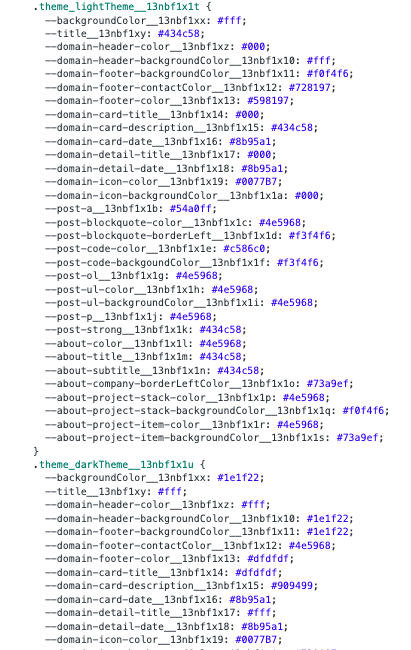 .theme_lightTheme__13nbf1x1t {
--backgroundColor__13nbf1xx: #fff;
--title__13nbf1xy: #434c58;
--domain-header-color__13nbf1xz: #000;
--domain-header-backgroundColor__13nbf1x10: #fff;
--domain-footer-backgroundColor__13nbf1x11: #f0f4f6;
--domain-footer-contactColor__13nbf1x12: #728197;
--domain-footer-color__13nbf1x13: #598197;
--domain-card-title__13nbf1x14: #000;
--domain-card-description__13nbf1x15: #434c58;
--domain-card-date__13nbf1x16: #8b95a1;
--domain-detail-title__13nbf1x17: #000;
--domain-detail-date__13nbf1x18: #8b95a1;
--domain-icon-color__13nbf1x19: #0077B7;
--domain-icon-backgroundColor__13nbf1x1a: #000;
--post-a__13nbf1x1b: #54a0ff;
--post-blockquote-color__13nbf1x1c: #4e5968;
--post-blockquote-borderLeft__13nbf1x1d: #f3f4f6;
--post-code-color__13nbf1x1e: #c586c0;
--post-code-backgoundColor__13nbf1x1f: #f3f4f6;
--post-ol__13nbf1x1g: #4e5968;
--post-ul-color__13nbf1x1h: #4e5968;
--post-ul-backgroundColor__13nbf1x1i: #4e5968;
--post-p__13nbf1x1j: #4e5968;
--post-strong__13nbf1x1k: #434c58;
--about-color__13nbf1x1l: #4e5968;
--about-title__13nbf1x1m: #434c58;
--about-subtitle__13nbf1x1n: #434c58;
--about-company-borderLeftColor__13nbf1x1o: #73a9ef;
--about-project-stack-color__13nbf1x1p: #4e5968;
--about-project-stack-backgroundColor__13nbf1x1q: #f0f4f6;
--about-project-item-color__13nbf1x1r: #4e5968;
--about-project-item-backgroundColor__13nbf1x1s: #73a9ef;
}
.theme_darkTheme__13nbf1x1u {
--backgroundColor__13nbf1xx: #1e1f22;
--title__13nbf1xy: #fff;
--domain-header-color__13nbf1xz: #fff;
--domain-header-backgroundColor__13nbf1x10: #1e1f22;
--domain-footer-backgroundColor__13nbf1x11: #1e1f22;
--domain-footer-contactColor__13nbf1x12: #4e5968;
--domain-footer-color__13nbf1x13: #dfdfdf;
--domain-card-title__13nbf1x14: #dfdfdf;
--domain-card-description__13nbf1x15: #909499;
--domain-card-date__13nbf1x16: #8b95a1;
--domain-detail-title__13nbf1x17: #fff;
--domain-detail-date__13nbf1x18: #8b95a1;
--domain-icon-color__13nbf1x19: #0077B7;